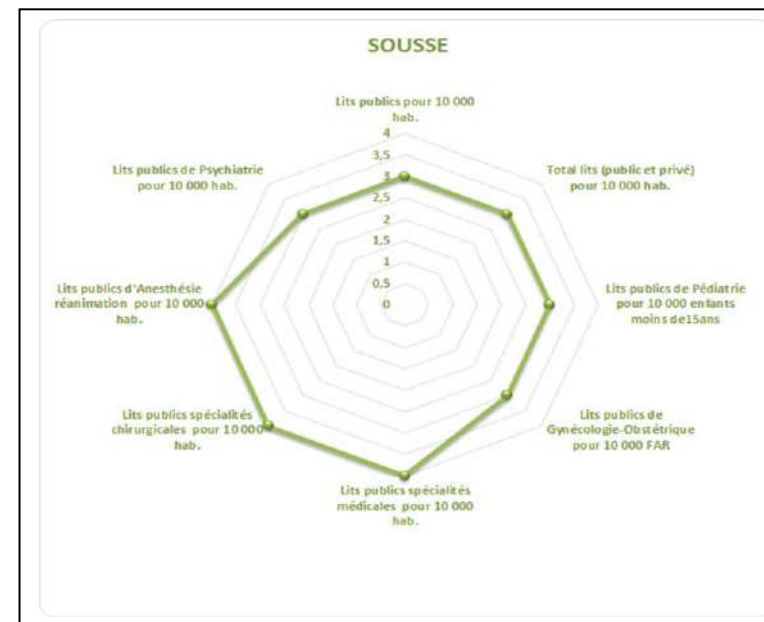 SOUSSE
Lits publics pour 10 000
hab.
4
3,5
3
2,5
2
1,5
1
0,5
0
Total lits (public et privé)
pour 10 000 hab.
Lits publics de Pédiatrie
pour 10 000 enfants
moins de15ans
Lits publics de
Gynécologie-Obstétrique
pour 10 000 FAR
Lits publics spécialités
médicales pour 10 000
hab.
Lits publics spécialités
chirurgicales pour 10 000
hab.
Lits publics d'Anesthésie
réanimation pour 10 000
hab.
Lits publics de Psychiatrie
pour 10 000 hab.